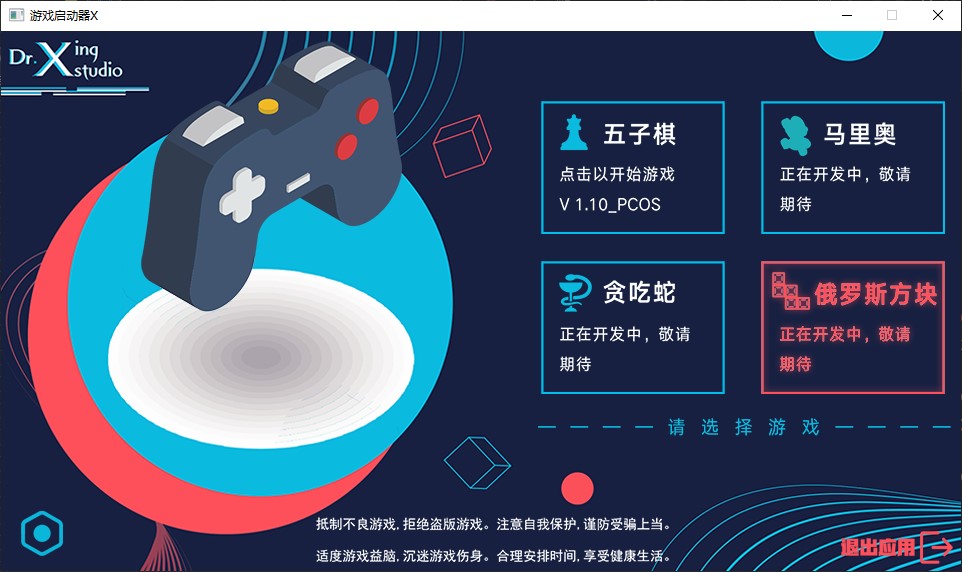 游戏启动器X
Dr.Xing
studio
五子棋
点击以开始游戏
V 1.10_PCOS
马里奥
正在开发中，敬请
期待
贪吃蛇
正在开发中，敬请
期待
俄罗斯方块
正在开发中，敬请
期待
请选择游戏
抵制不良游戏,拒绝盗版游戏。注意自我保护,谨防受骗上当。
适度游戏益脑,沉迷游戏伤身。合理安排时间,享受健康生活。
退出应用